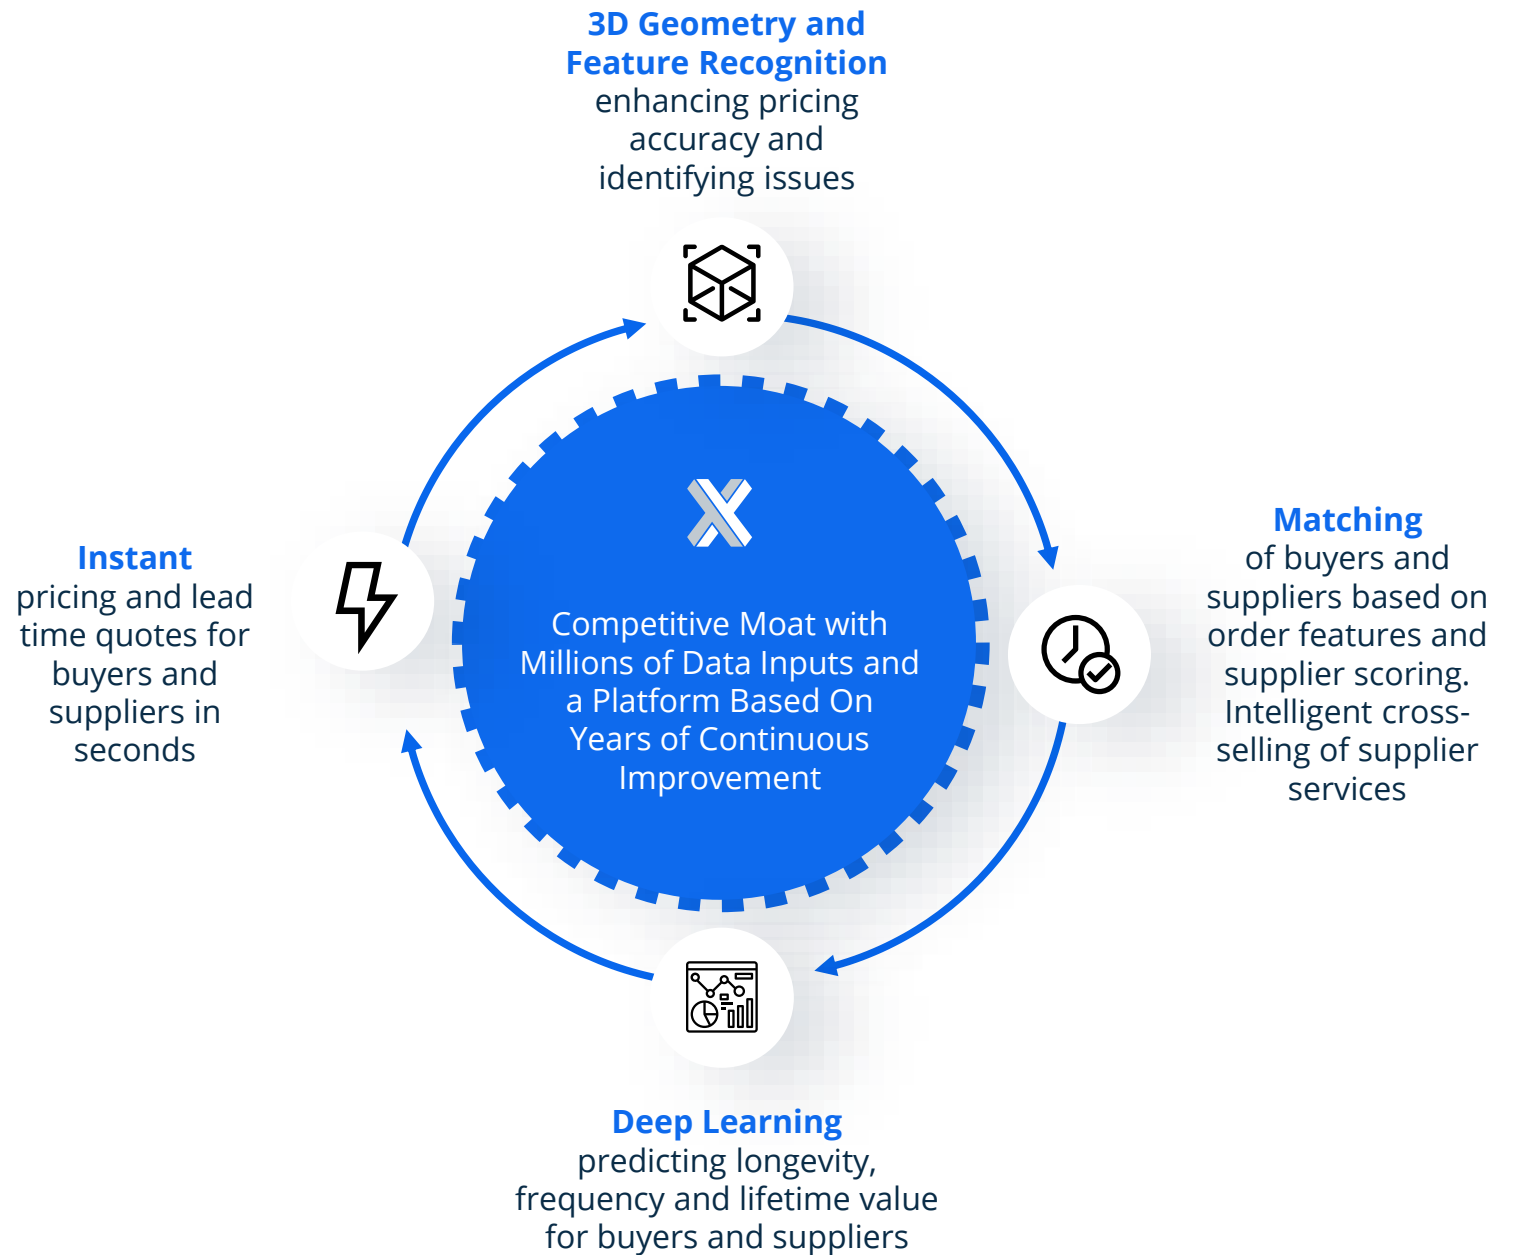 3D Geometry and
Feature Recognition
enhancing pricing
accuracy and
identifying issues
Instant
pricing and lead
time quotes for
buyers and
suppliers in
seconds
X
Competitive Moat with
Millions of Data Inputs and
a Platform Based On
Years of Continuous
Improvement
Matching
of buyers and
suppliers based on
order features and
supplier scoring.
Intelligent cross-
selling of supplier
services
Deep Learning
predicting longevity,
frequency and lifetime value
for buyers and suppliers